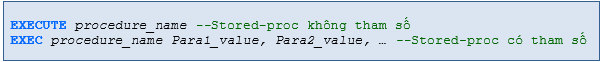 EXECUTE procedure_name --Stored-proc không tham số
EXEC procedure_name Para1_value, Para2_value, … --Stored-proc có tham số